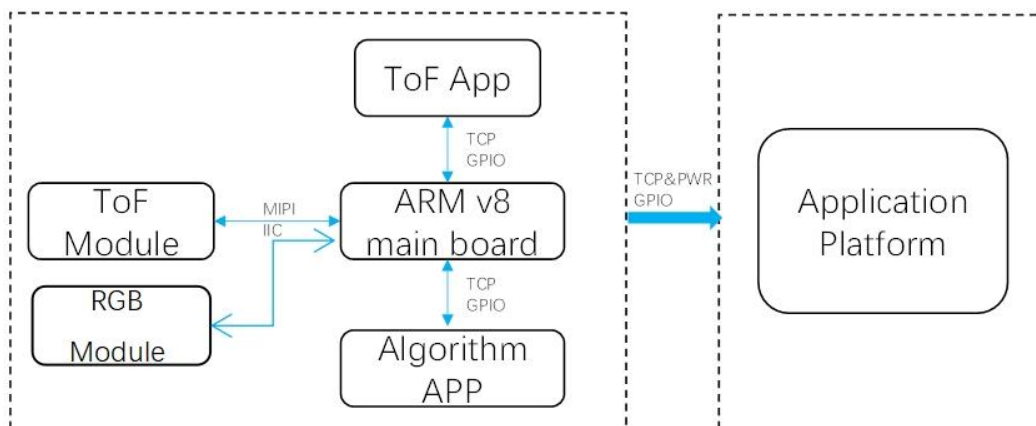 ToF App
TCP
GPIO
ToF
Module
MIPI
IIC
ARM v8
main board
RGB
Module
TCP
GPIO
Algorithm
APP
TCP&PWR
GPIO
Application
Platform